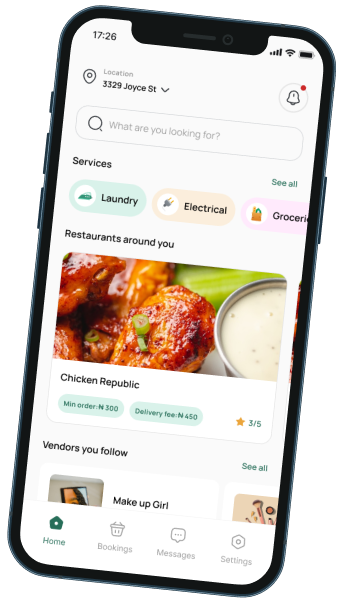 17:26
Location
3329 Joyce St
What are you looking for?
Services
See all
Laundry
Electrical
Groceri
Restaurants around you
Chicken Republic
Min order:₦ 300
Delivery fee:₦ 450
3/5
Vendors you follow
See all
Make up Girl
Home
Bookings
Messages
Settings